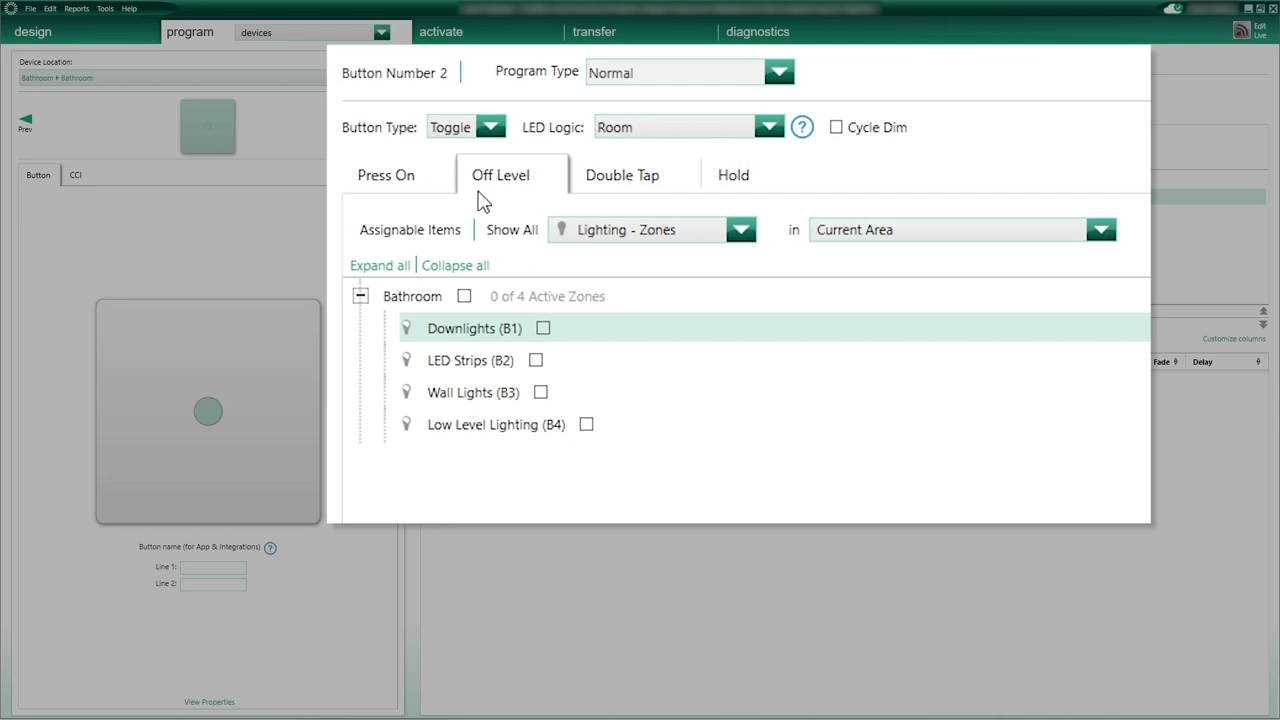 File Edit Reports Tools Help
design program devices activate transfer diagnostics
Edit Live
Device Location:
Bathroom ▸ Bathroom
Prev
Button CCI
Button Number 2 Program Type Normal
Button Type: Toggle LED Logic: Room ? Cycle Dim
Press On Off Level Double Tap Hold
Assignable Items Show All Lighting - Zones in Current Area
Expand all Collapse all
Bathroom 0 of 4 Active Zones
Downlights (B1)
LED Strips (B2)
Wall Lights (B3)
Low Level Lighting (B4)
Customize columns
Fade Delay
Button name (for App & Integrations) ?
Line 1:
Line 2:
View Properties